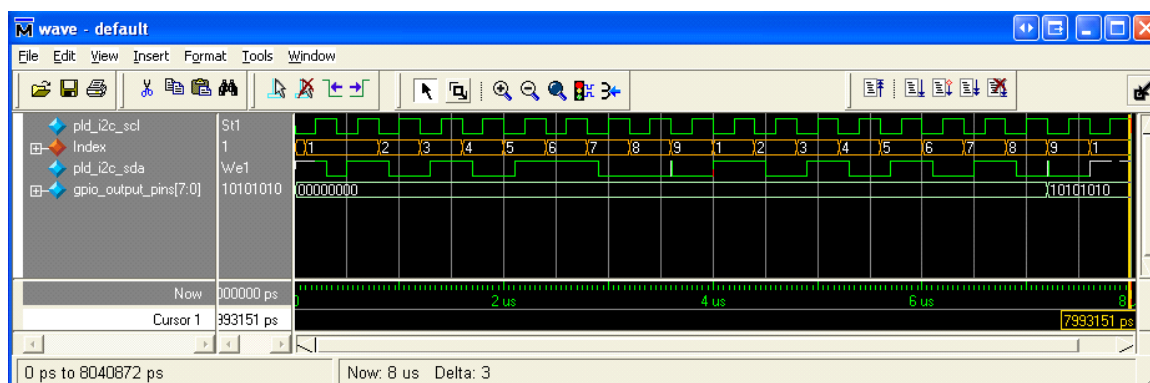 wave - default
File Edit View Insert Format Tools Window
pld_i2c_scl St1
Index 1 1 2 3 4 5 6 7 8 9 1 2 3 4 5 6 7 8 9 1
pld_i2c_sda We1
gpio_output_pins[7:0] 10101010 00000000 10101010
Now 000000 ps 2 us 4 us 6 us 8
Cursor 1 993151 ps 7993151 ps
0 ps to 8040872 ps Now: 8 us Delta: 3